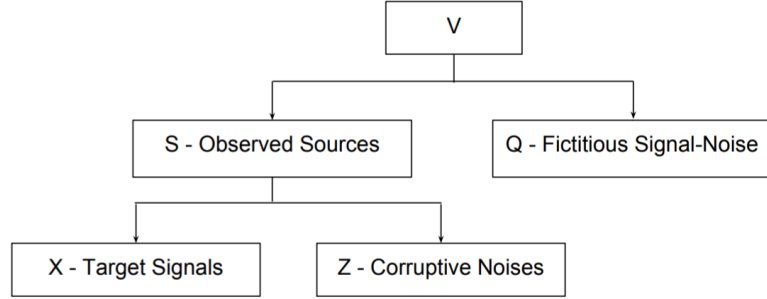 V
S - Observed Sources
Q - Fictitious Signal-Noise
X - Target Signals
Z - Corruptive Noises